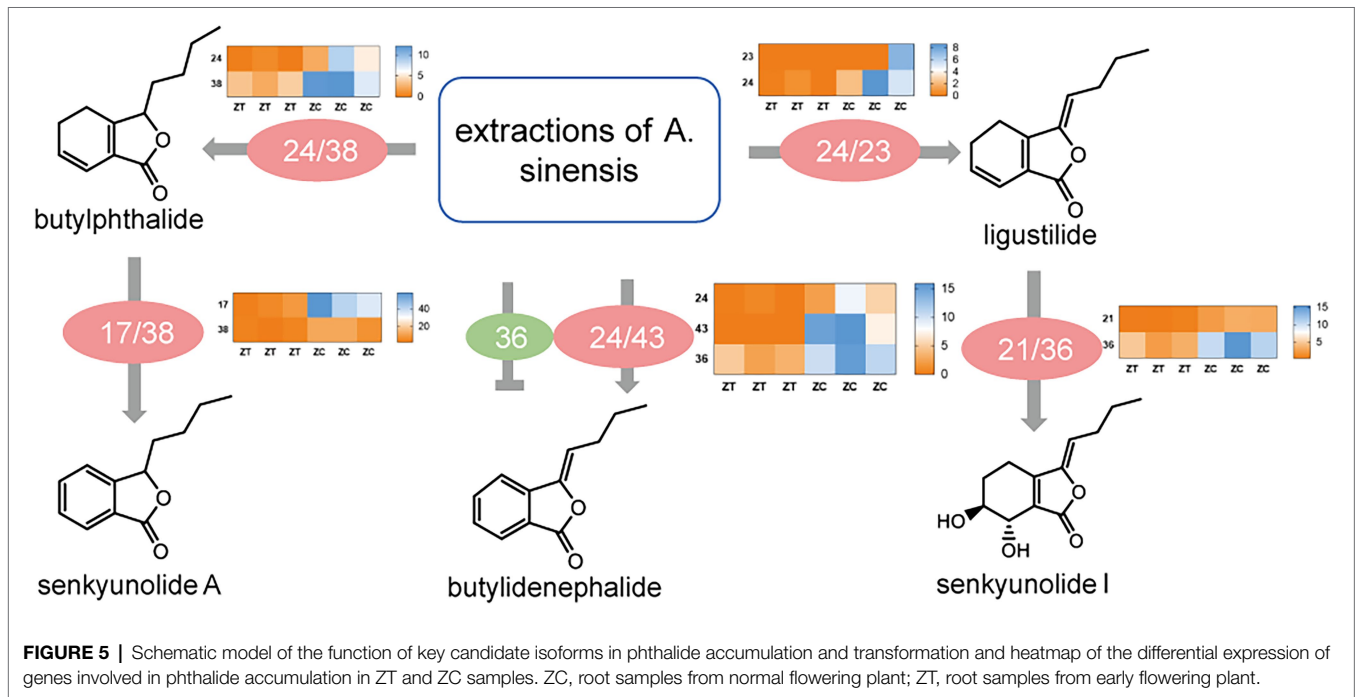 24
38
ZT ZT ZT ZC ZC ZC
10
5
0
24/38
O
O
butylphthalide
extractions of A.
sinensis
23
24
ZT ZT ZT ZC ZC ZC
8
6
4
2
0
24/23
O
O
ligustilide
17
38
ZT ZT ZT ZC ZC ZC
40
20
17/38
O
O
senkyunolide A
36
24/43
24
43
36
ZT ZT ZT ZC ZC ZC
15
10
5
0
O
O
butylidenephalide
21/36
21
36
ZT ZT ZT ZC ZC ZC
15
10
5
O
O
HO
OH
senkyunolide I
FIGURE 5 | Schematic model of the function of key candidate isoforms in phthalide accumulation and transformation and heatmap of the differential expression of
genes involved in phthalide accumulation in ZT and ZC samples. ZC, root samples from normal flowering plant; ZT, root samples from early flowering plant.